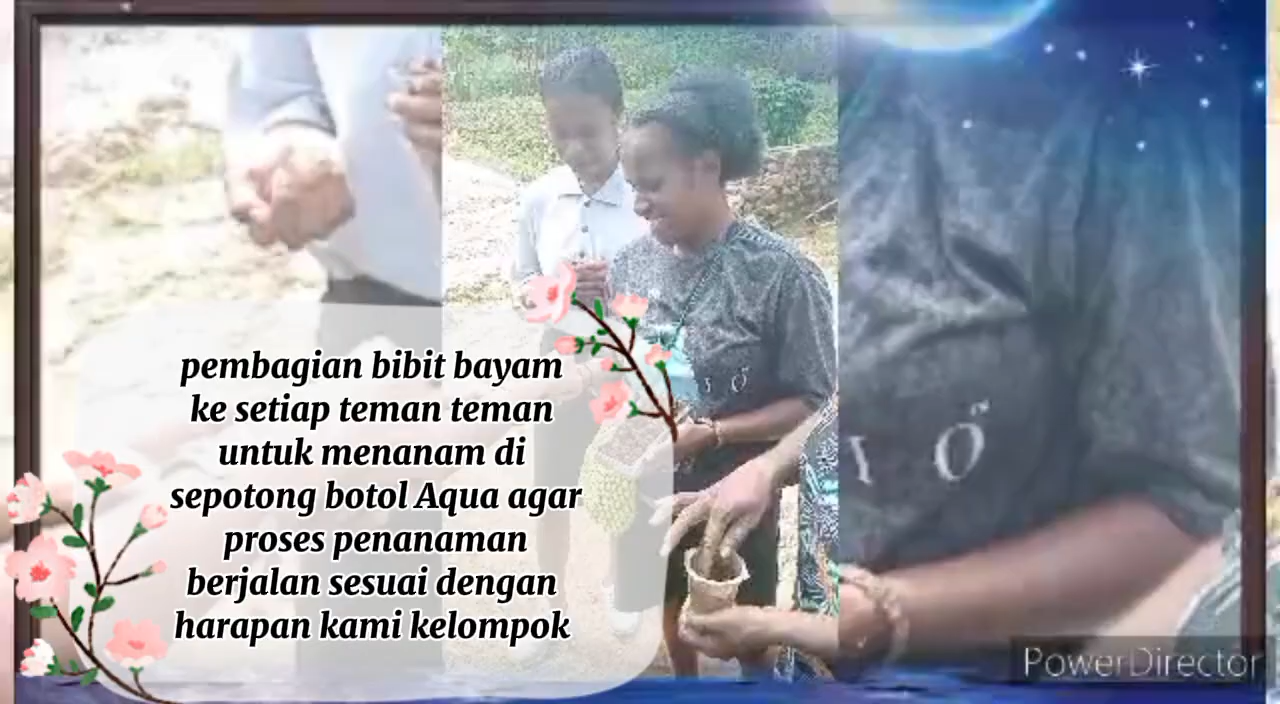 pembagian bibit bayam
ke setiap teman teman
untuk menanam di
sepotong botol Aqua agar
proses penanaman
berjalan sesuai dengan
harapan kami kelompok
PowerDirector